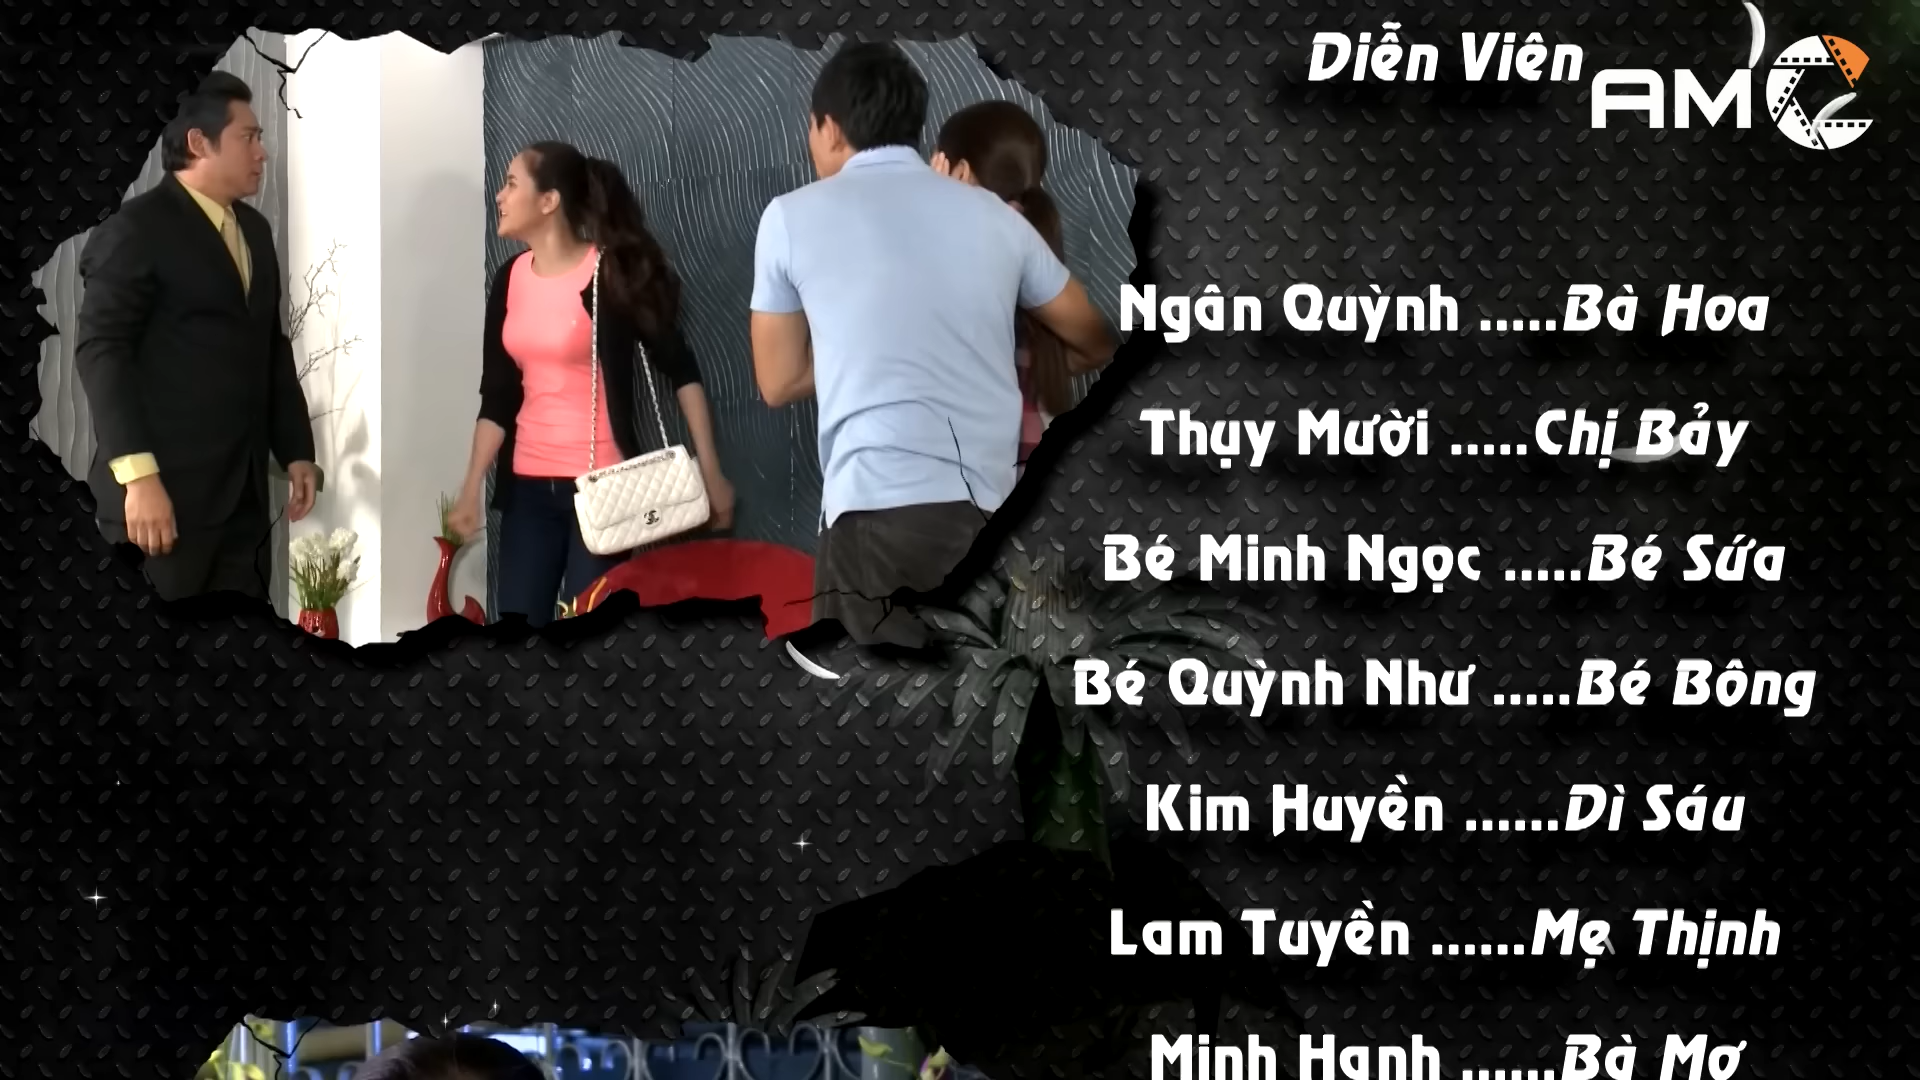 Diễn Viên
AMC
Ngân Quỳnh .....Bà Hoa
Thụy Mười .....Chị Bảy
Bé Minh Ngọc .....Bé Sứa
Bé Quỳnh Như .....Bé Bông
Kim Huyền ......Dì Sáu
Lam Tuyền ......Mẹ Thịnh
Minh Hạnh ......Bà Mơ